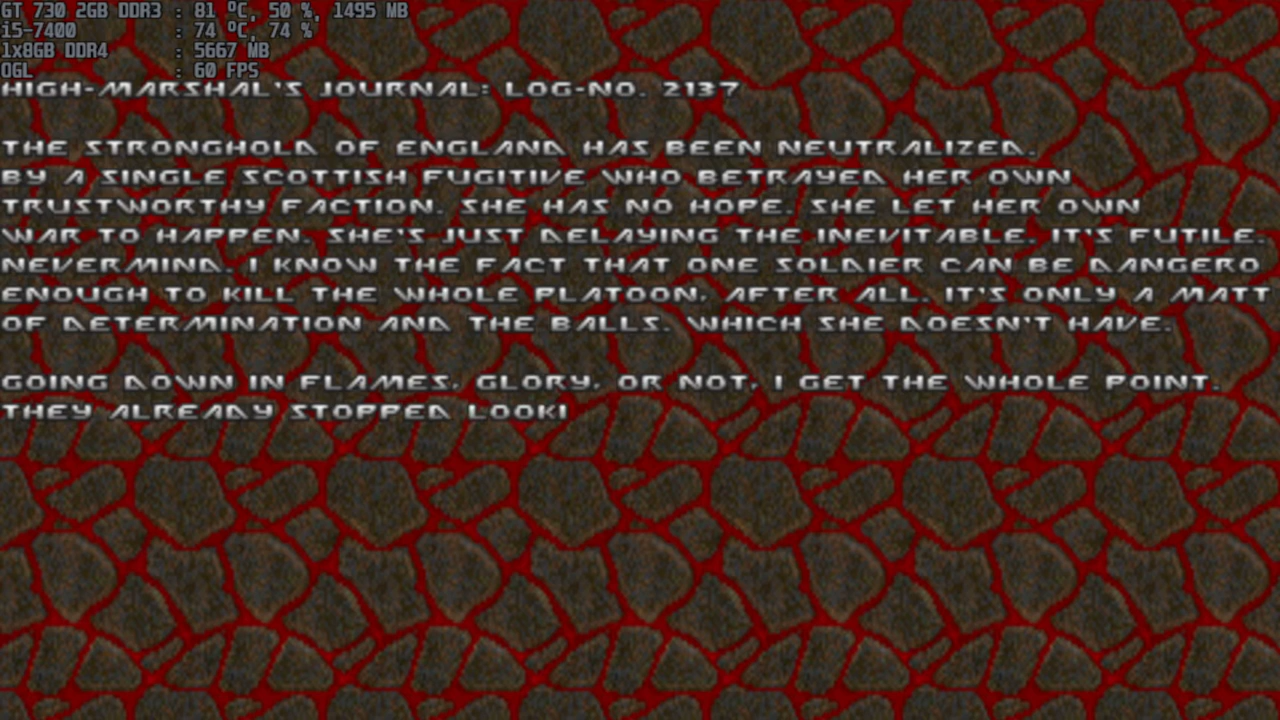 GT 730 2GB DDR3 : 81 ºC, 50 %, 1495 MB
i5-7400 : 74 ºC, 74 %
1x8GB DDR4 : 5667 MB
OGL : 60 FPS
HIGH-MARSHAL'S JOURNAL: LOG-NO. 2137
THE STRONGHOLD OF ENGLAND HAS BEEN NEUTRALIZED.
BY A SINGLE SCOTTISH FUGITIVE WHO BETRAYED HER OWN
TRUSTWORTHY FACTION. SHE HAS NO HOPE. SHE LET HER OWN
WAR TO HAPPEN. SHE'S JUST DELAYING THE INEVITABLE. IT'S FUTILE.
NEVERMIND. I KNOW THE FACT THAT ONE SOLDIER CAN BE DANGERO
ENOUGH TO KILL THE WHOLE PLATOON, AFTER ALL. IT'S ONLY A MATT
OF DETERMINATION AND THE BALLS. WHICH SHE DOESN'T HAVE.
GOING DOWN IN FLAMES, GLORY, OR NOT, I GET THE WHOLE POINT.
THEY ALREADY STOPPED LOOKI